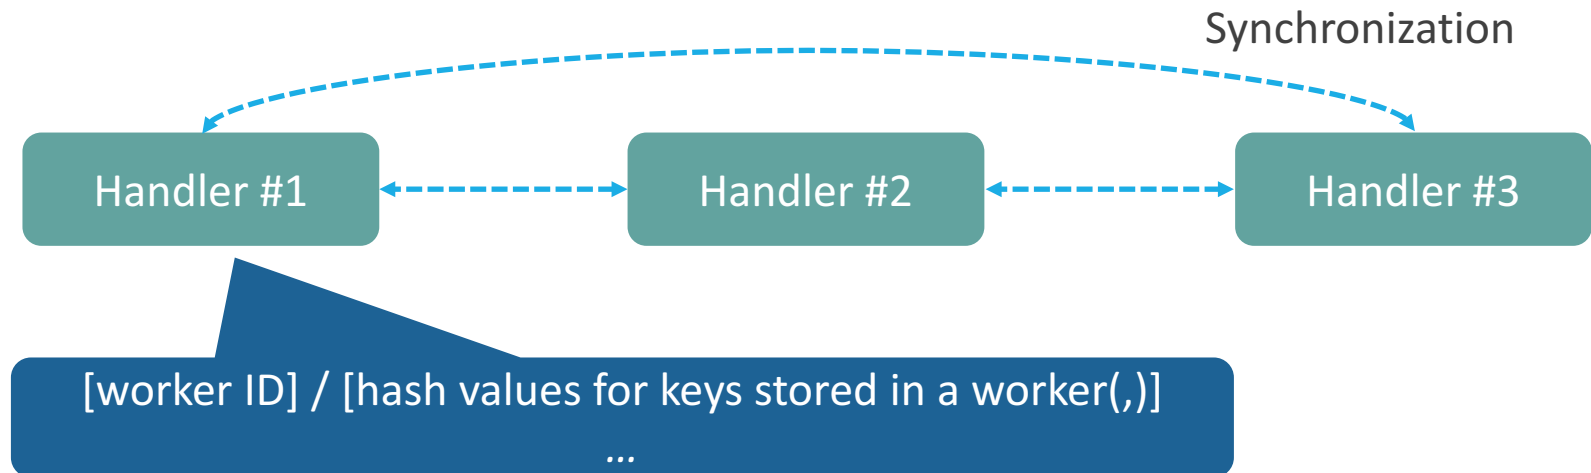 Synchronization
Handler #1
Handler #2
Handler #3
[worker ID] / [hash values for keys stored in a worker(,)]
...